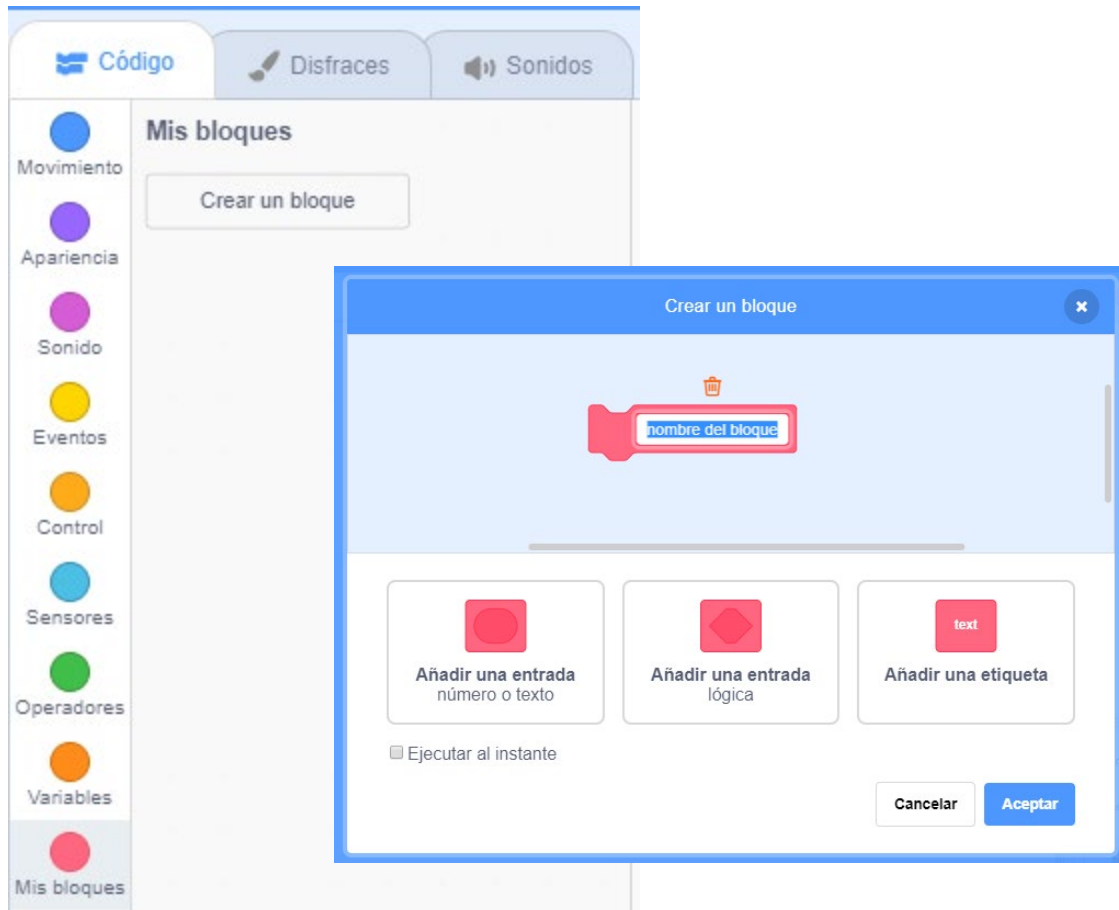 Código
Disfraces
Sonidos
Movimiento
Apariencia
Sonido
Eventos
Control
Sensores
Operadores
Variables
Mis bloques
Mis bloques
Crear un bloque
Crear un bloque
nombre del bloque
Añadir una entrada
número o texto
Añadir una entrada
lógica
text
Añadir una etiqueta
Ejecutar al instante
Cancelar
Aceptar